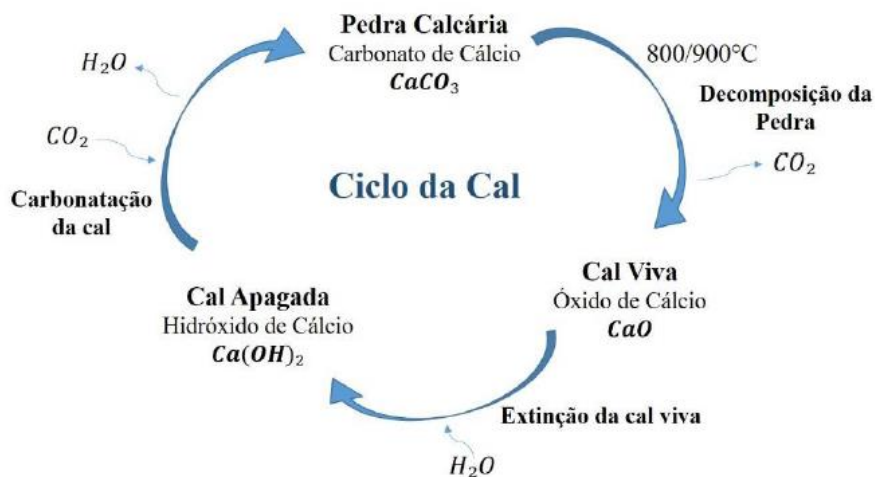 Pedra Calcária
Carbonato de Cálcio
CaCO₃
800/900°C
Decomposição da
Pedra
CO₂
Cal Viva
Óxido de Cálcio
CaO
Extinção da cal viva
H₂O
Cal Apagada
Hidróxido de Cálcio
Ca(OH)₂
Carbonatação
da cal
CO₂
H₂O
Ciclo da Cal